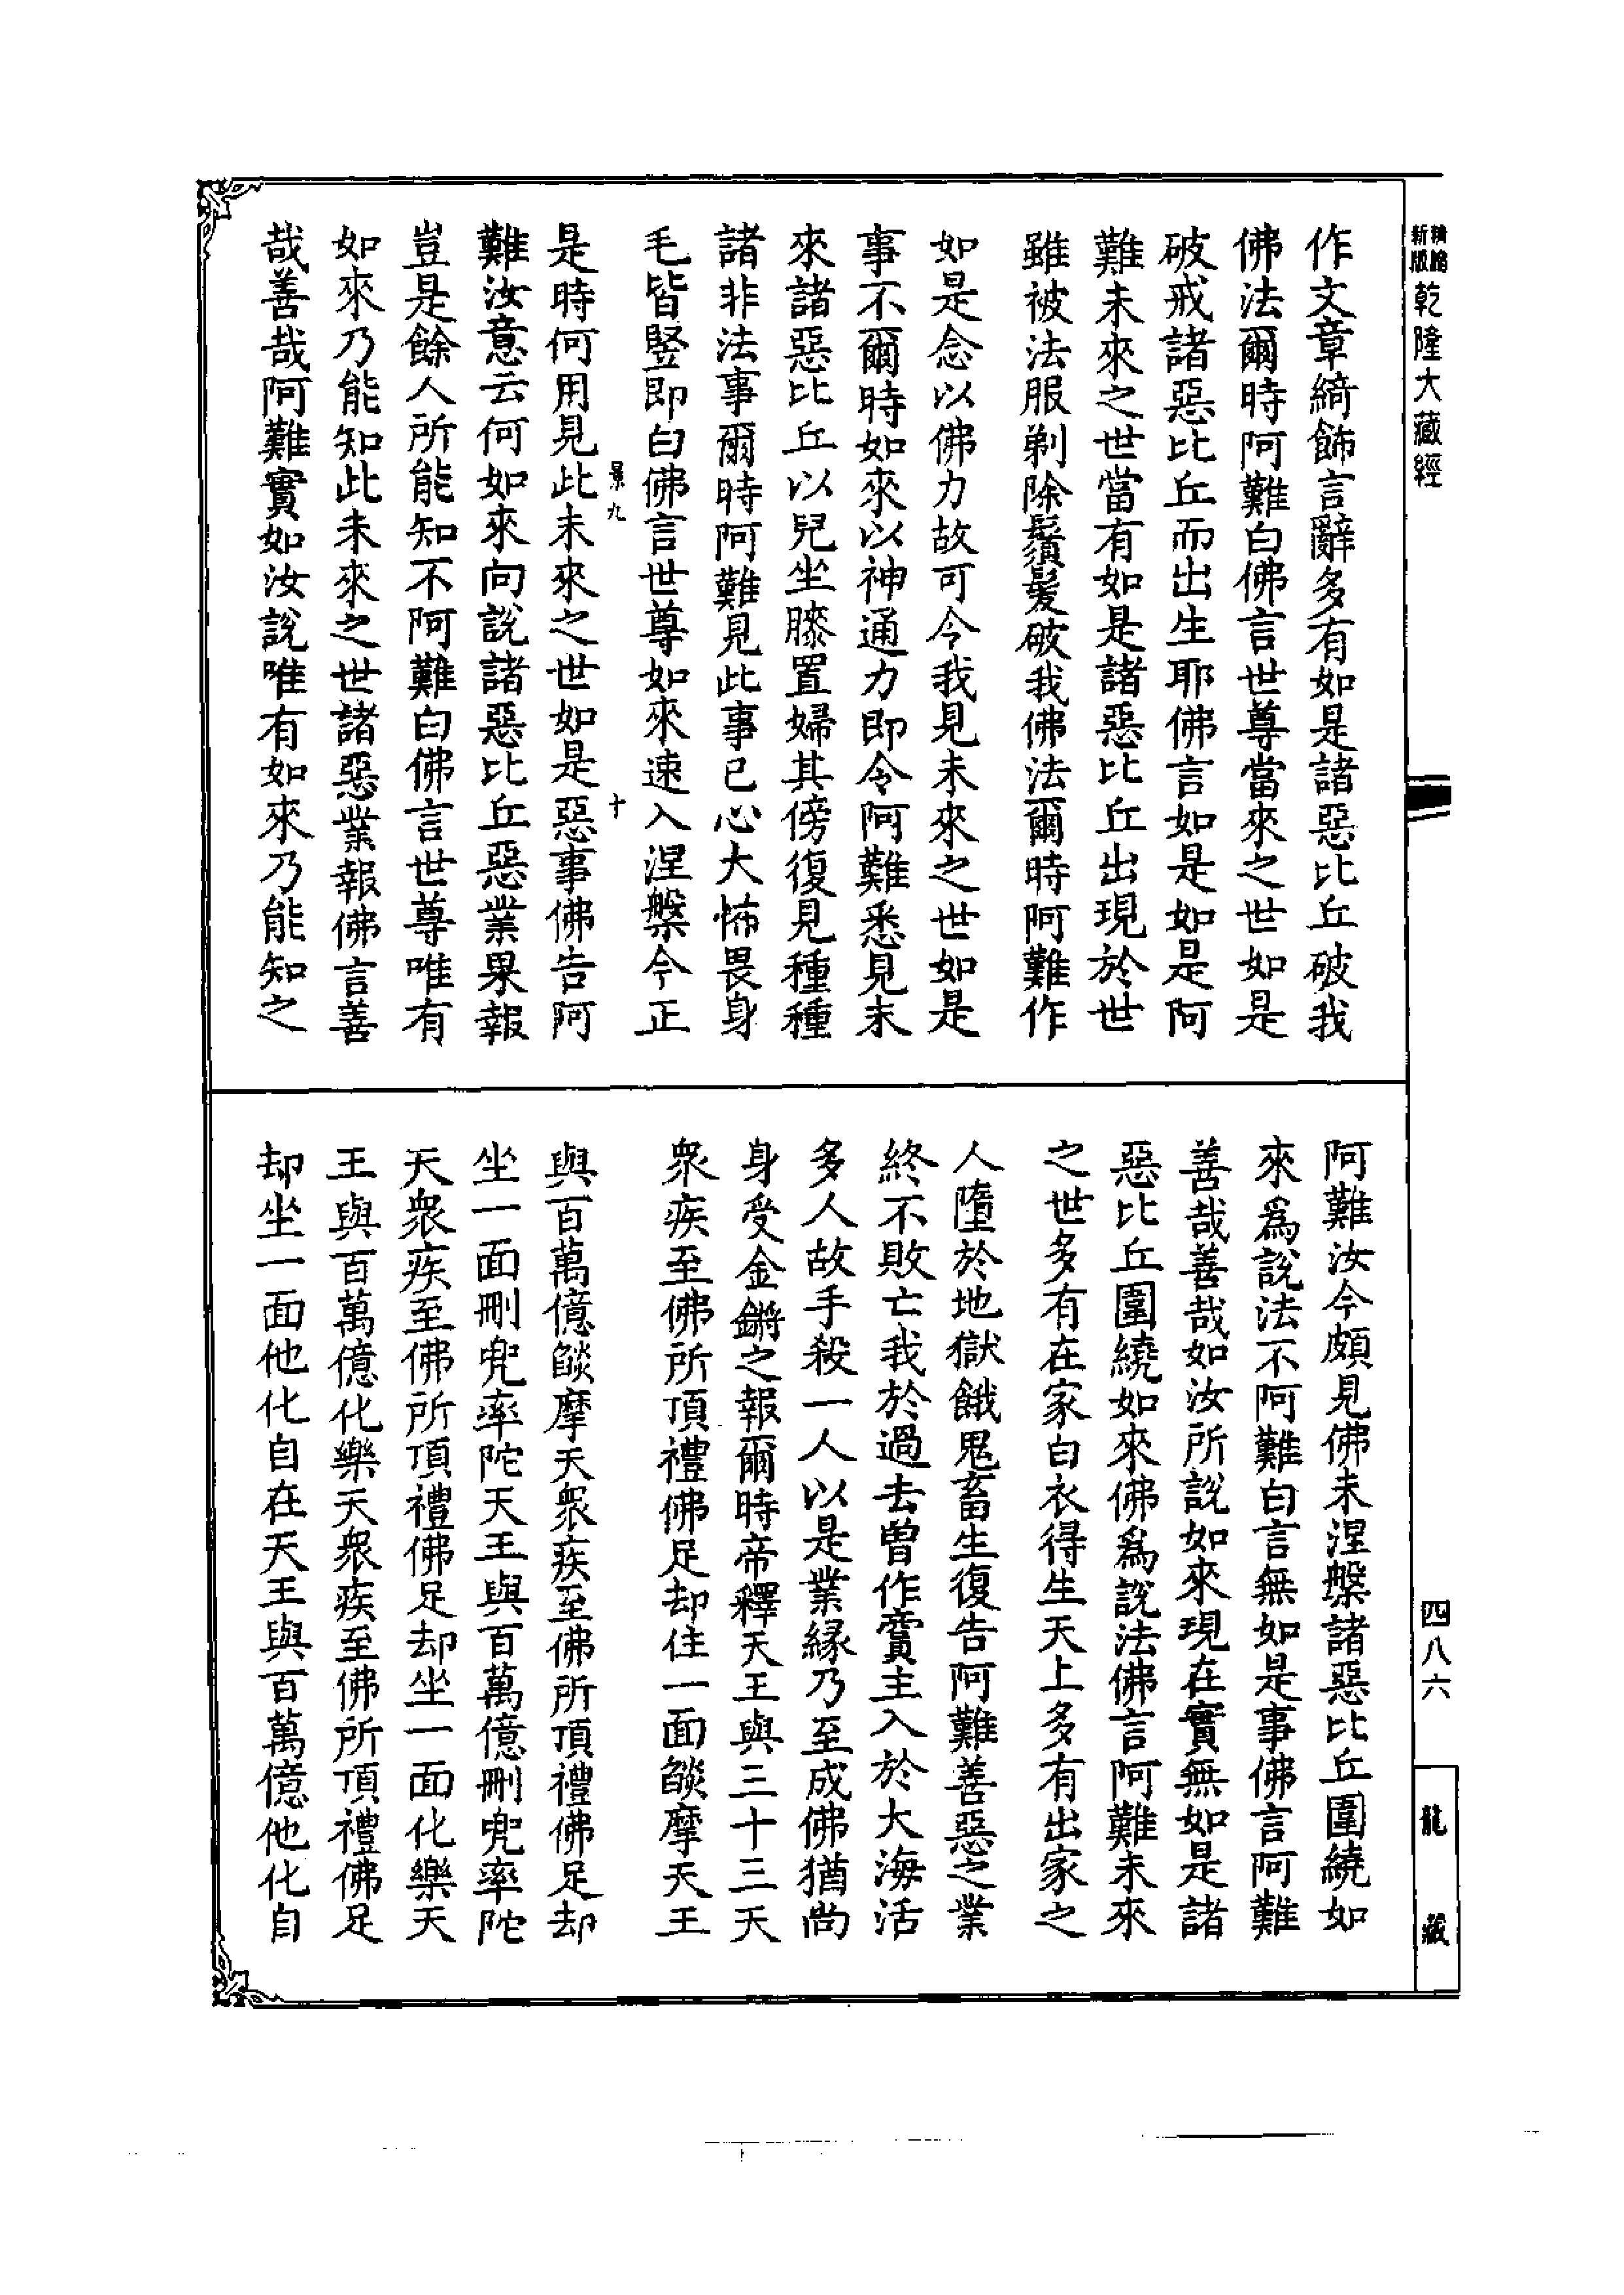 新版
精縮
乾隆大藏經
四八六
龍藏
作文章綺飾言辭多有如是諸惡比丘破我
佛法爾時阿難白佛言世尊當來之世如是
破戒諸惡比丘而出生耶佛言如是如是阿
難未來之世當有如是諸惡比丘出現於世
雖被法服剃除鬚髮破我佛法爾時阿難作
如是念以佛力故可令我見未來之世如是
事不爾時如來以神通力即令阿難悉見未
來諸惡比丘以兒坐膝置婦其傍復見種種
諸非法事爾時阿難見此事已心大怖畏身
毛皆竪即白佛言世尊如來速入涅槃今正
景九
十
是時何用見此未來之世如是惡事佛告阿
難汝意云何如來向說諸惡比丘惡業果報
豈是餘人所能知不阿難白佛言世尊唯有
如來乃能知此未來之世諸惡業報佛言善
哉善哉阿難實如汝說唯有如來乃能知之
阿難汝今頗見佛未涅槃諸惡比丘圍繞如
來爲說法不阿難白言無如是事佛言阿難
善哉善哉如汝所說如來現在實無如是諸
惡比丘圍繞如來佛爲說法佛言阿難未來
之世多有在家白衣得生天上多有出家之
人墮於地獄餓鬼畜生復告阿難善惡之業
終不敗亡我於過去曽作賣主入於大海活
多人故手殺一人以是業縁乃至成佛猶尚
身受金鏘之報爾時帝釋天王與三十三天
衆疾至佛所頂禮佛足却住一面燄摩天王
與百萬億燄摩天衆疾至佛所頂禮佛足却
坐一面刪兜率陀天王與百萬億刪兜率陀
天衆疾至佛所頂禮佛足却坐一面化樂天
王與百萬億化樂天衆疾至佛所頂禮佛足
却坐一面他化自在天王與百萬億他化自